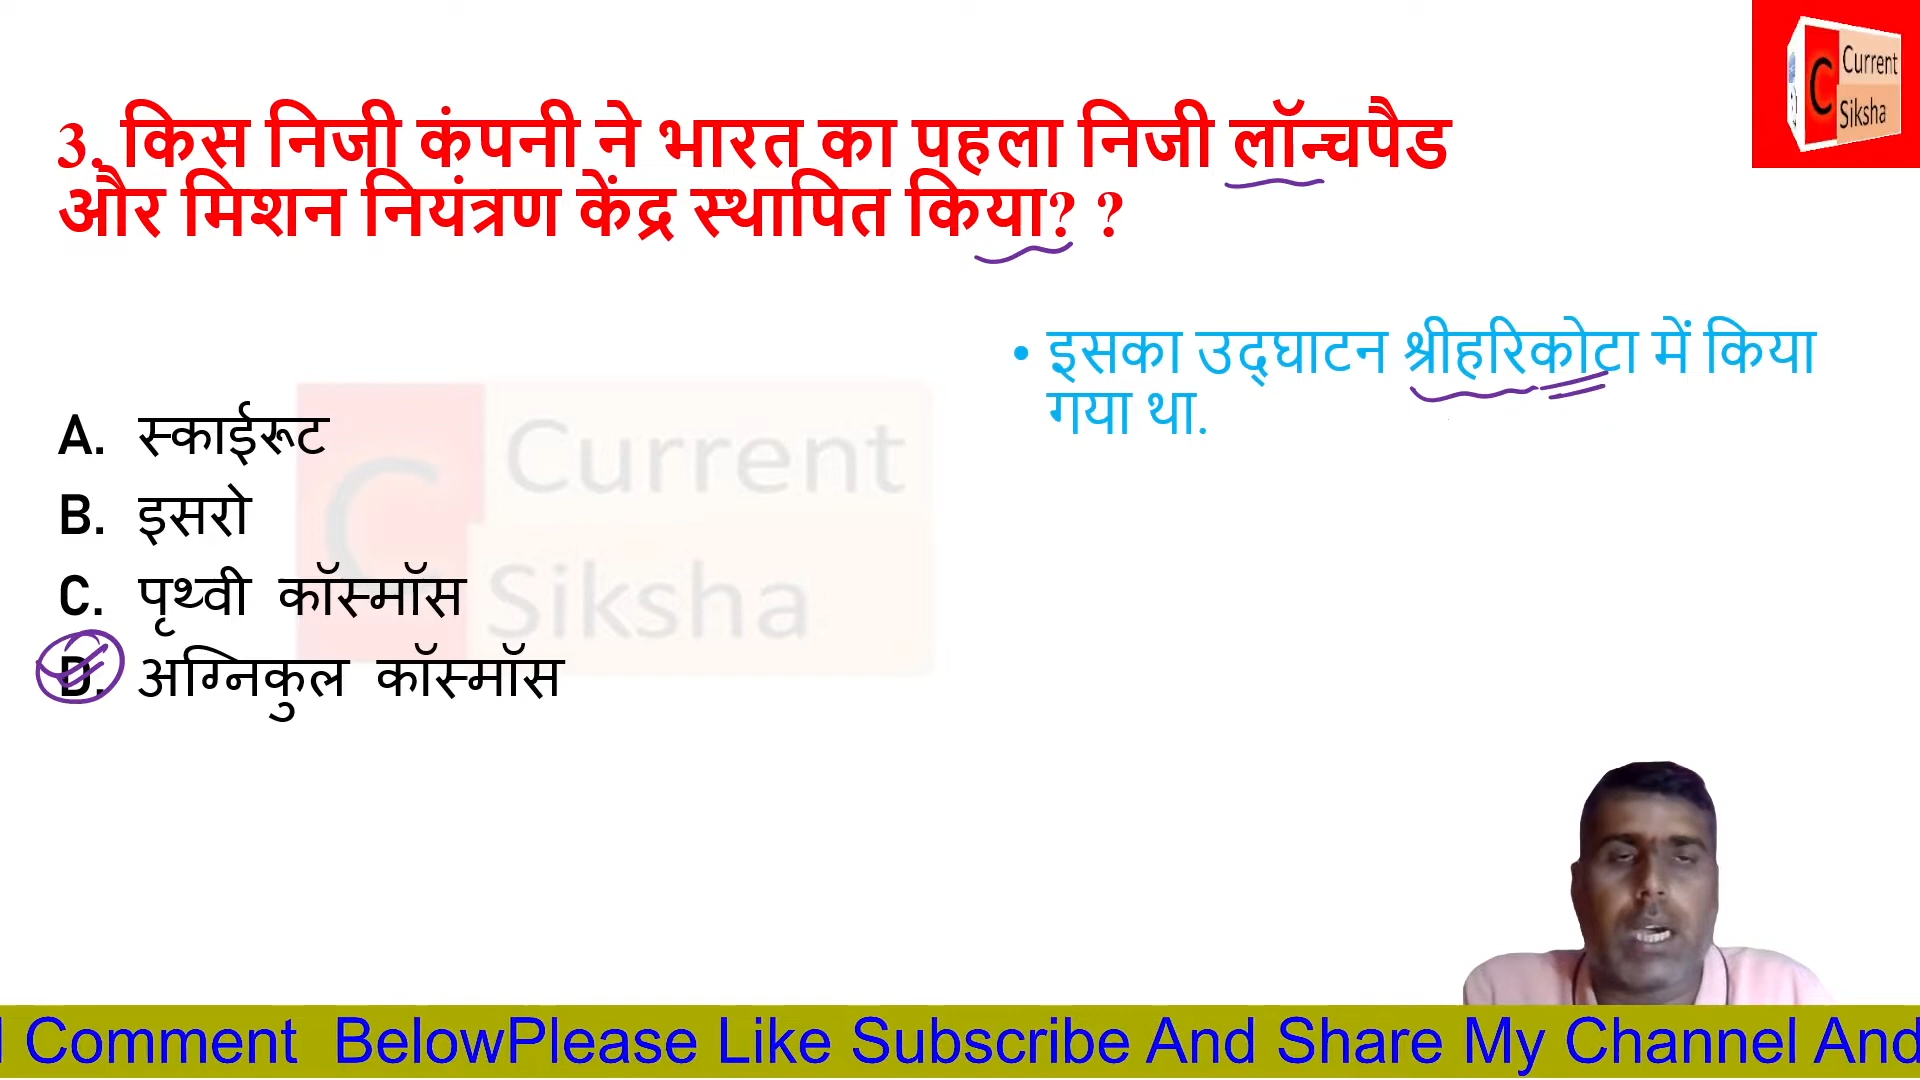 C Current
Siksha
3. किस निजी कंपनी ने भारत का पहला निजी लॉन्चपैड
और मिशन नियंत्रण केंद्र स्थापित किया? ?
• इसका उद्घाटन श्रीहरिकोटा में किया
गया था.
A. स्काईरूट
B. इसरो
C. पृथ्वी कॉस्मॉस
D. अग्निकुल कॉस्मॉस
C Current
Siksha
Comment BelowPlease Like Subscribe And Share My Channel And